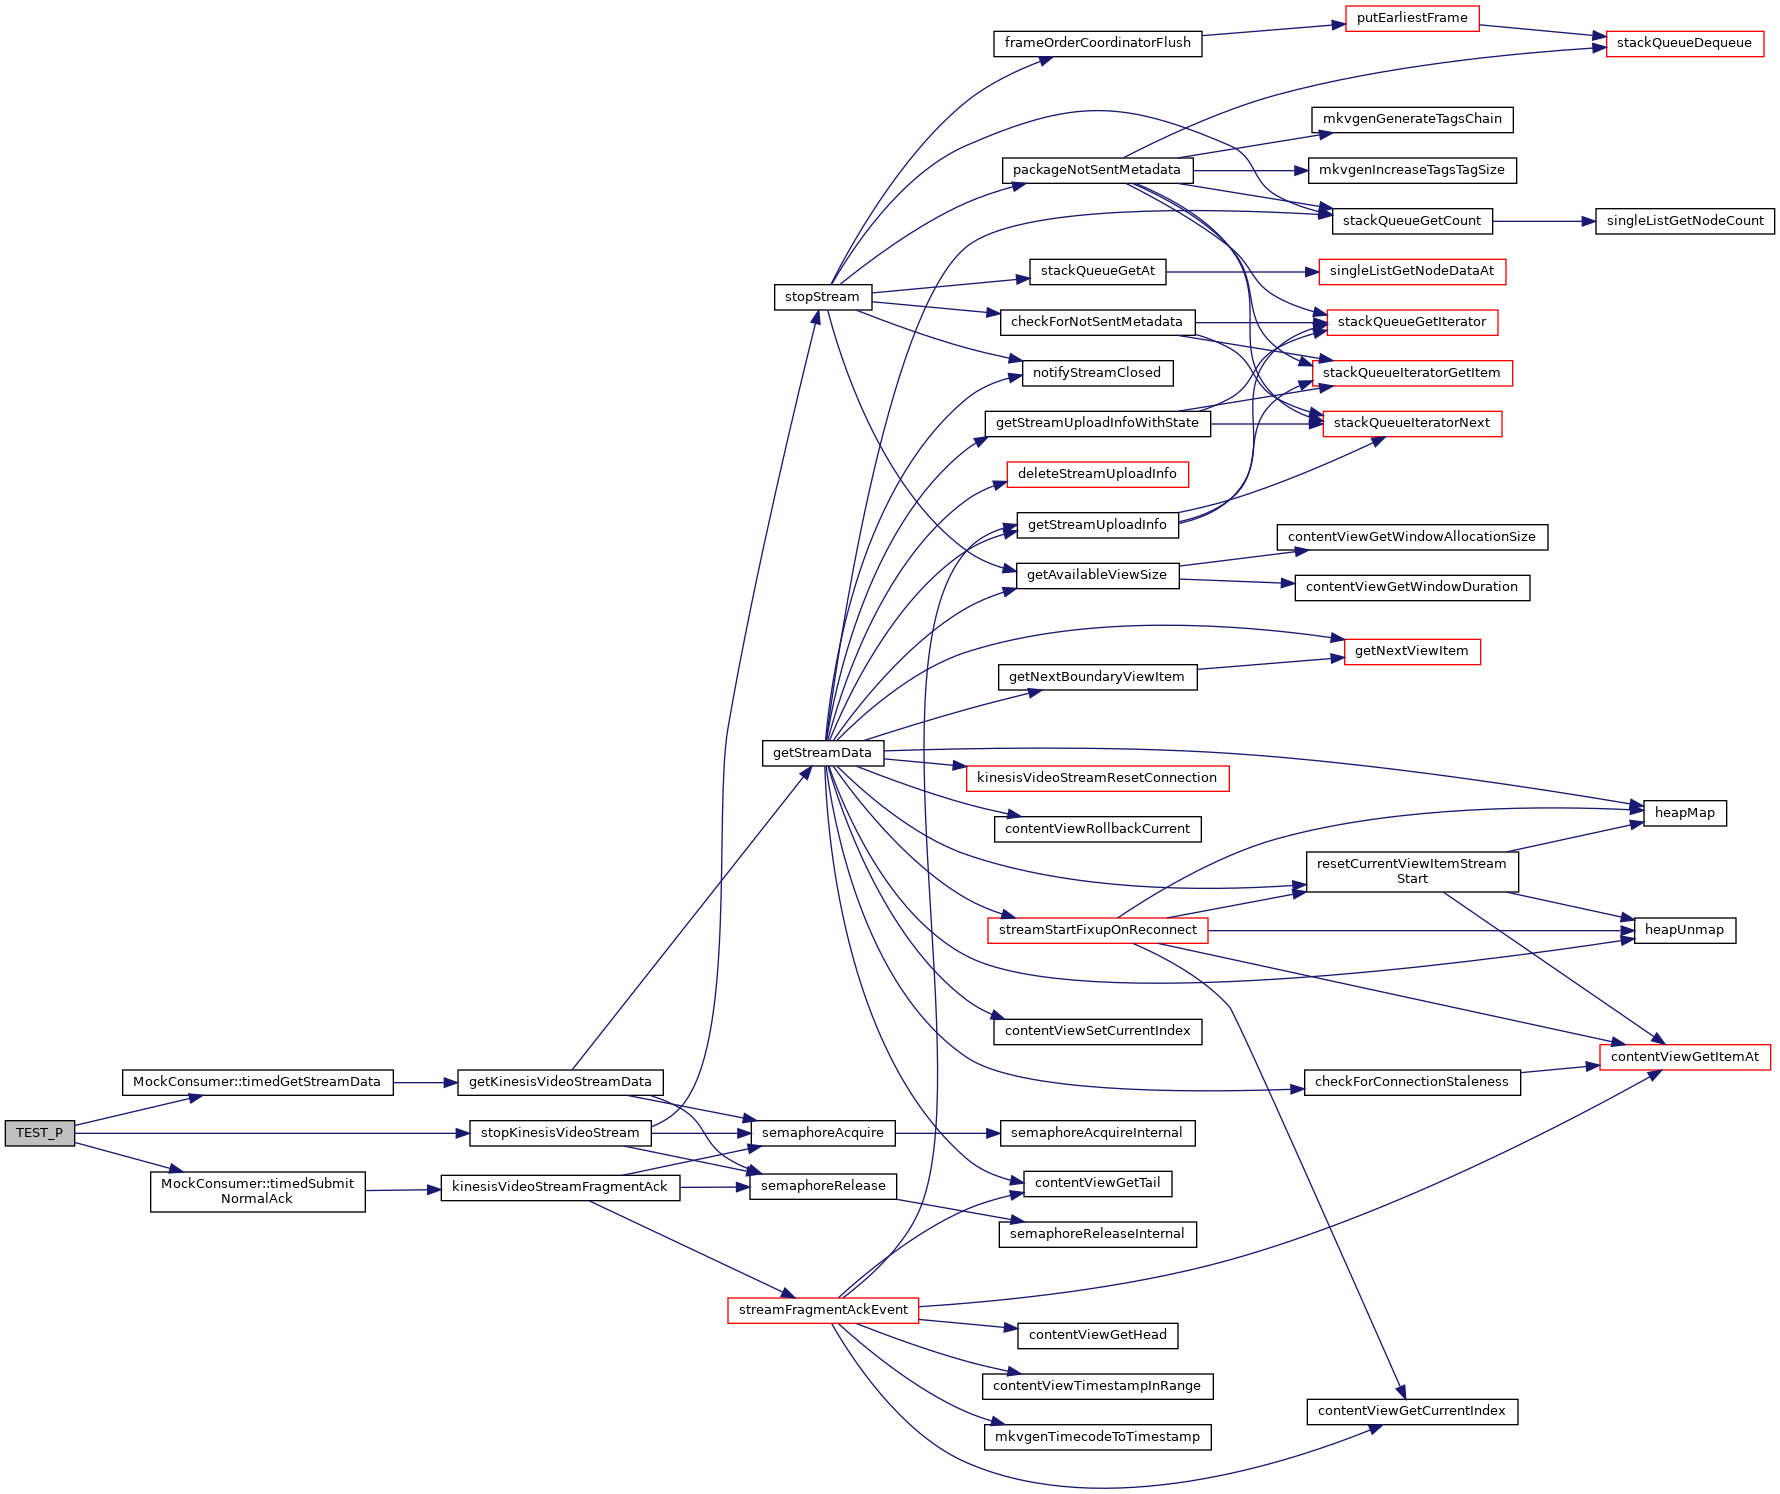 putEarliestFrame
frameOrderCoordinatorFlush
stackQueueDequeue
mkvgenGenerateTagsChain
packageNotSentMetadata
mkvgenIncreaseTagsTagSize
stackQueueGetCount
singleListGetNodeCount
stackQueueGetAt
singleListGetNodeDataAt
stopStream
checkForNotSentMetadata
stackQueueGetIterator
notifyStreamClosed
stackQueueIteratorGetItem
getStreamUploadInfoWithState
stackQueueIteratorNext
deleteStreamUploadInfo
getStreamUploadInfo
contentViewGetWindowAllocationSize
getAvailableViewSize
contentViewGetWindowDuration
getNextViewItem
getNextBoundaryViewItem
getStreamData
kinesisVideoStreamResetConnection
heapMap
contentViewRollbackCurrent
resetCurrentViewItemStream
Start
streamStartFixupOnReconnect
heapUnmap
contentViewSetCurrentIndex
contentViewGetItemAt
MockConsumer::timedGetStreamData
getKinesisVideoStreamData
checkForConnectionStaleness
TEST_P
stopKinesisVideoStream
semaphoreAcquire
semaphoreAcquireInternal
MockConsumer::timedSubmit
NormalAck
kinesisVideoStreamFragmentAck
semaphoreRelease
contentViewGetTail
semaphoreReleaseInternal
streamFragmentAckEvent
contentViewGetHead
contentViewTimestampInRange
contentViewGetCurrentIndex
mkvgenTimecodeToTimestamp